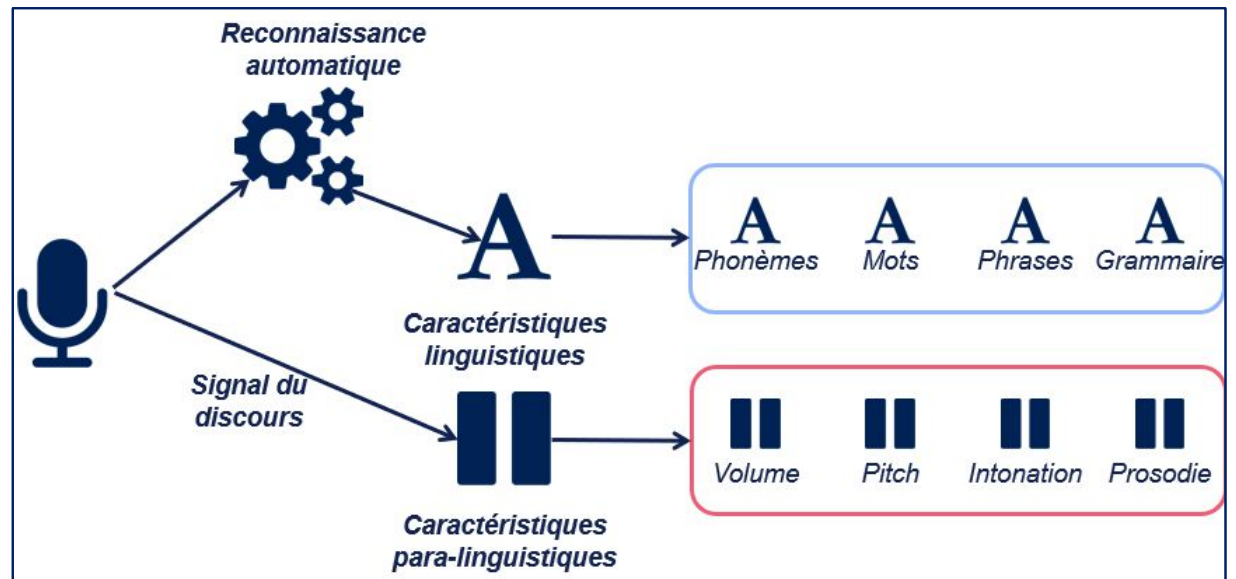 Reconnaissance
automatique
A
A A A A
Phonèmes Mots Phrases Grammaire
Caractéristiques
linguistiques
Signal du
discours
Volume Pitch Intonation Prosodie
Caractéristiques
para-linguistiques